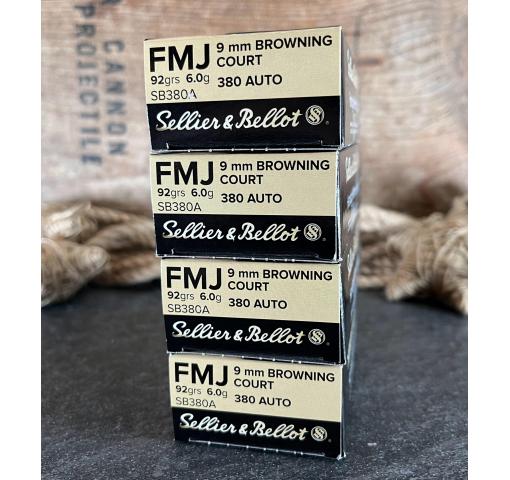 R CANNON
PROJECTILE
FMJ 9 mm BROWNING
COURT
92grs 6.0g 380 AUTO
SB380A
Sellier & Bellot S&B®
FMJ 9 mm BROWNING
COURT
92grs 6.0g 380 AUTO
SB380A
Sellier & Bellot S&B®
FMJ 9 mm BROWNING
COURT
92grs 6.0g 380 AUTO
SB380A
Sellier & Bellot S&B®
FMJ 9 mm BROWNING
COURT
92grs 6.0g 380 AUTO
SB380A
Sellier & Bellot S&B®